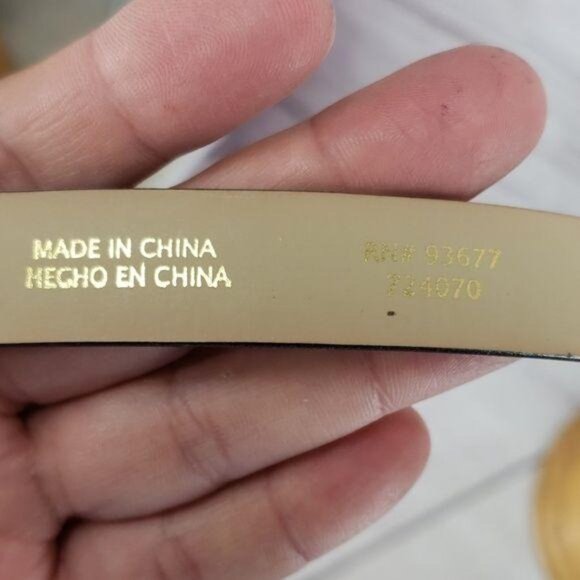 MADE IN CHINA
HECHO EN CHINA
RN# 93677
724070